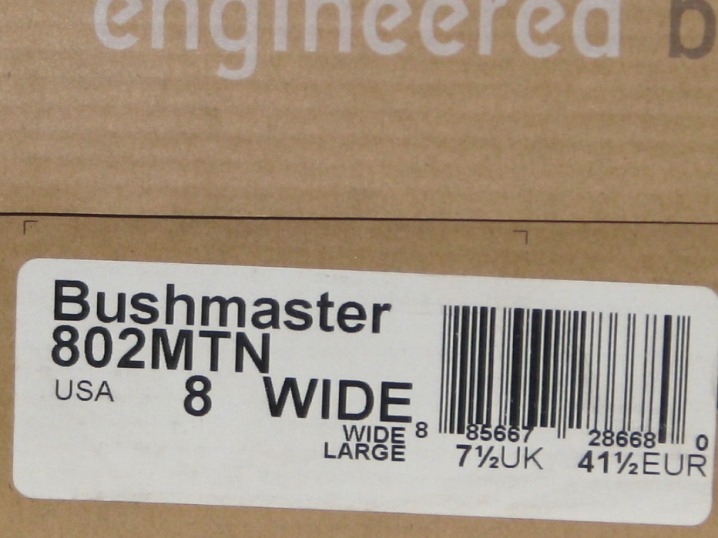 engineered b
Bushmaster
802MTN
USA 8 WIDE
WIDE
LARGE
8 85667 28668 0
7½UK 41½EUR